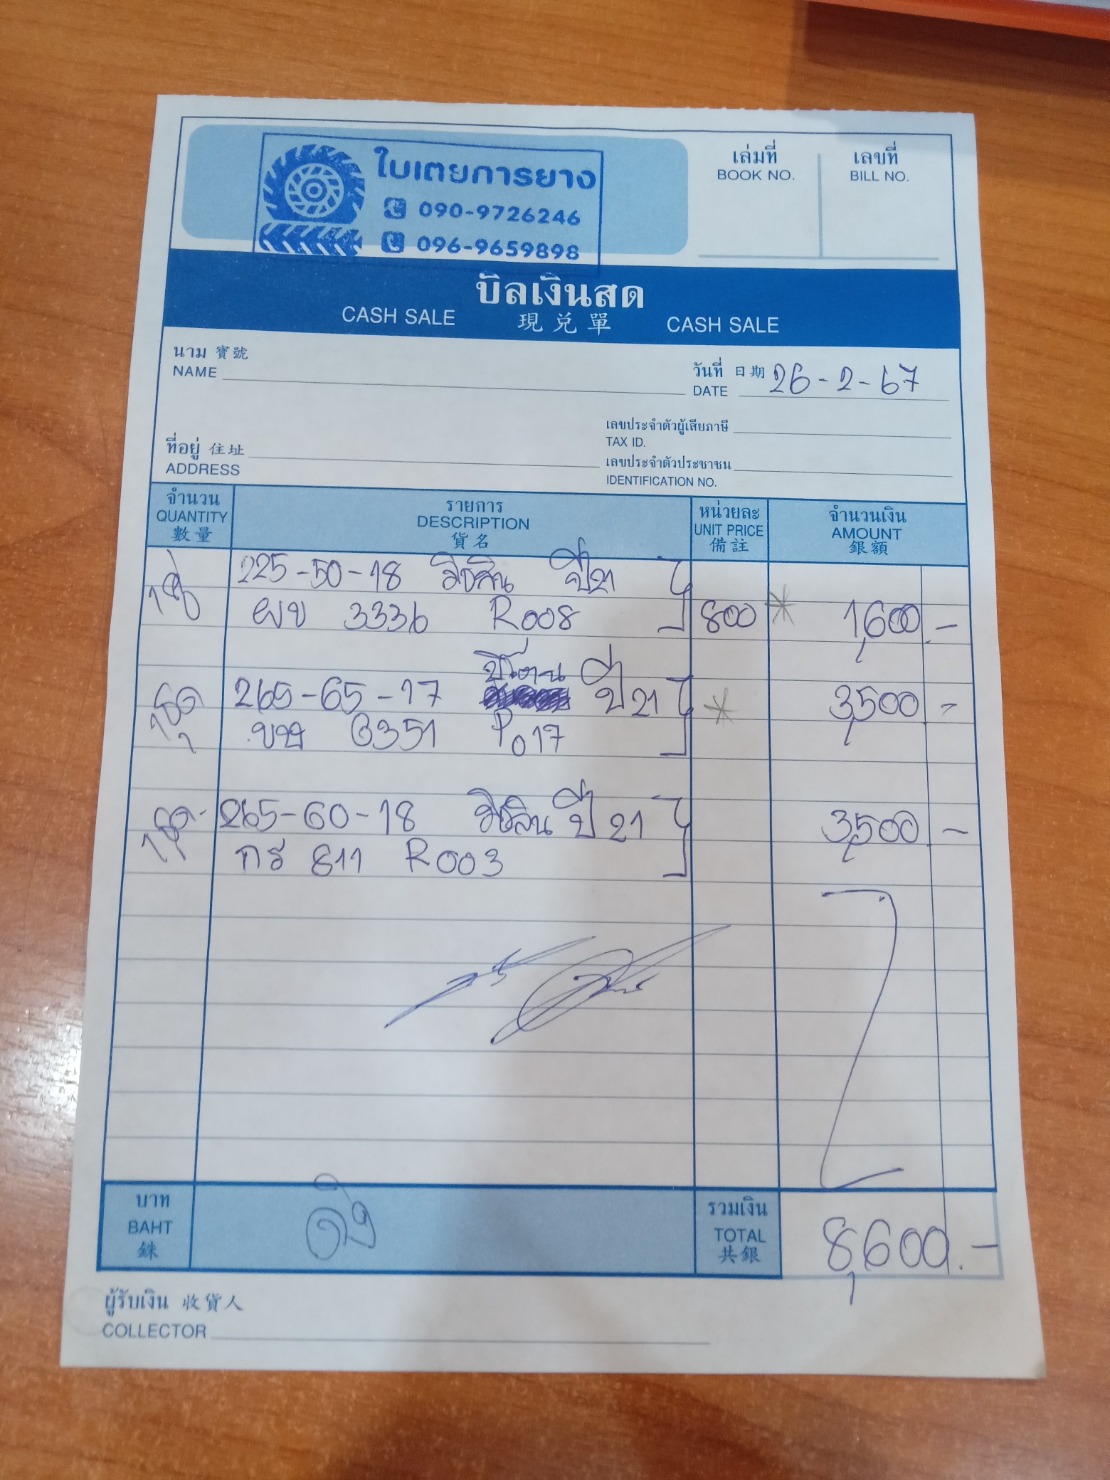 ใบเตยการยาง
090-9726246
096-9659898
เล่มที่
BOOK NO.
เลขที่
BILL NO.
บิลเงินสด
CASH SALE 現兌單 CASH SALE
นาม 寶號
NAME
วันที่ 日期 26-2-67
DATE
เลขประจำตัวผู้เสียภาษี
TAX ID.
ที่อยู่ 住址
ADDRESS
เลขประจำตัวประชาชน
IDENTIFICATION NO.
จำนวน
QUANTITY
數量
รายการ
DESCRIPTION
貨名
หน่วยละ
UNIT PRICE
備註
จำนวนเงิน
AMOUNT
銀額
225-50-18 มิชลิน ปี 21
3336 R008 800 1,600.-
265-65-17 ปี 21 3,500 -
3351 P017
265-60-18 มิชลิน ปี 21 3,500 -
811 R003
บาท
BAHT
銖
รวมเงิน
TOTAL
共銀
8,600.-
ผู้รับเงิน 收貨人
COLLECTOR